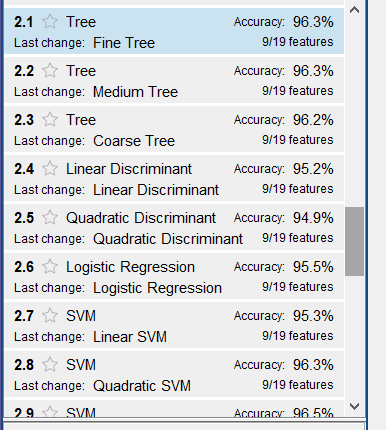 2.1 Tree Accuracy: 96.3%
Last change: Fine Tree 9/19 features
2.2 Tree Accuracy: 96.3%
Last change: Medium Tree 9/19 features
2.3 Tree Accuracy: 96.2%
Last change: Coarse Tree 9/19 features
2.4 Linear Discriminant Accuracy: 95.2%
Last change: Linear Discriminant 9/19 features
2.5 Quadratic Discriminant Accuracy: 94.9%
Last change: Quadratic Discriminant 9/19 features
2.6 Logistic Regression Accuracy: 95.5%
Last change: Logistic Regression 9/19 features
2.7 SVM Accuracy: 95.3%
Last change: Linear SVM 9/19 features
2.8 SVM Accuracy: 96.3%
Last change: Quadratic SVM 9/19 features
2.9 SVM Accuracy: 96.5%